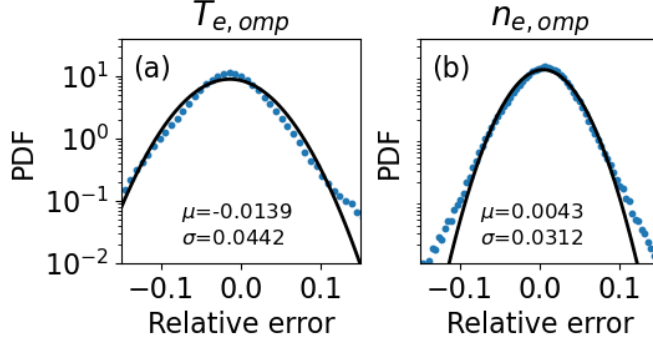 T_{e, omp}
n_{e, omp}
(a)
(b)
PDF
PDF
10^1
10^0
10^{-1}
10^{-2}
μ=-0.0139
σ=0.0442
μ=0.0043
σ=0.0312
−0.1 0.0 0.1
−0.1 0.0 0.1
Relative error
Relative error